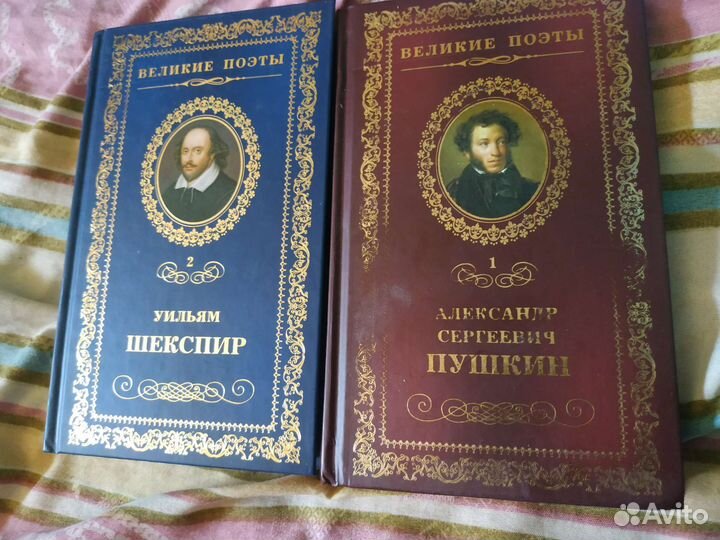 ВЕЛИКИЕ ПОЭТЫ
2
УИЛЬЯМ
ШЕКСПИР
ВЕЛИКИЕ ПОЭТЫ
1
АЛЕКСАНДР
СЕРГЕЕВИЧ
ПУШКИН
Avito